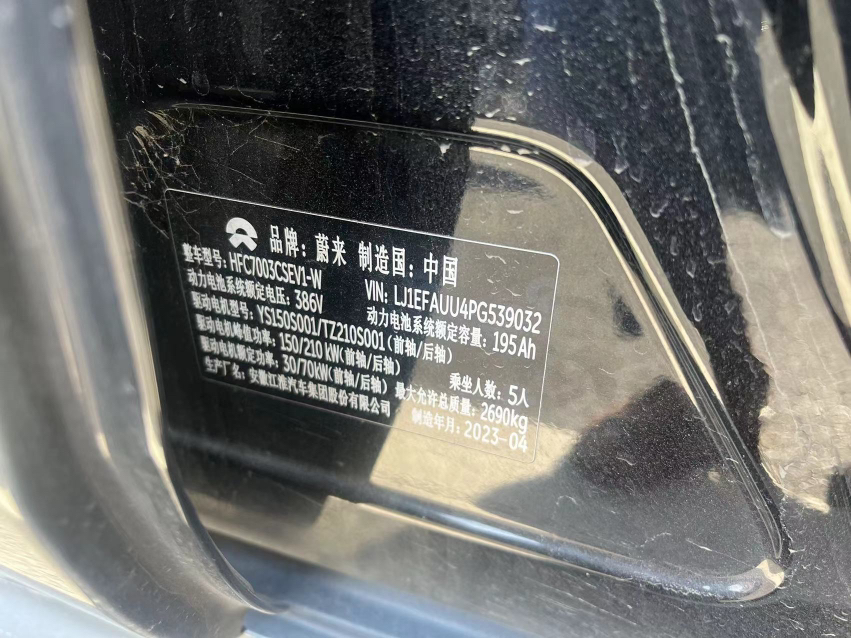 品牌：蔚来 制造国：中国
整车型号：HFC7003CSEV1-W VIN：LJ1EFAUU4PG539032
动力电池系统额定电压：386V 动力电池系统额定容量：195Ah
驱动电机型号：YS150S001/TZ210S001(前轴/后轴)
驱动电机峰值功率：150/210kW(前轴/后轴) 乘坐人数：5人
驱动电机额定功率：30/70kW(前轴/后轴) 最大允许总质量：2690kg
生产厂名：安徽江淮汽车集团股份有限公司 制造年月：2023-04